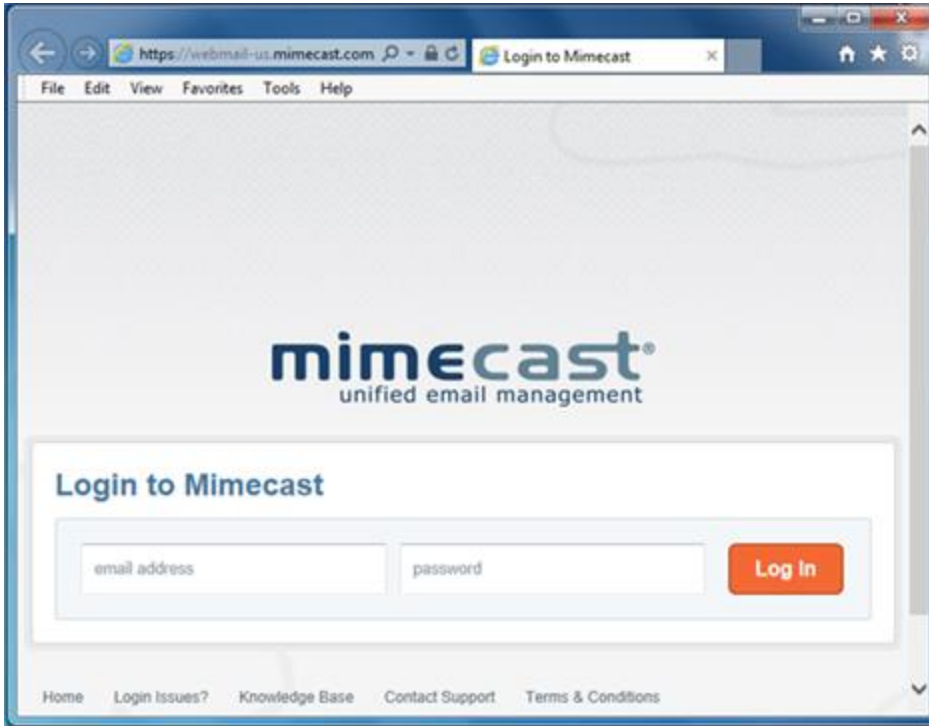 https://webmail-us.mimecast.com Login to Mimecast
File Edit View Favorites Tools Help
mimecast®
unified email management
Login to Mimecast
email address password Log In
Home Login Issues? Knowledge Base Contact Support Terms & Conditions